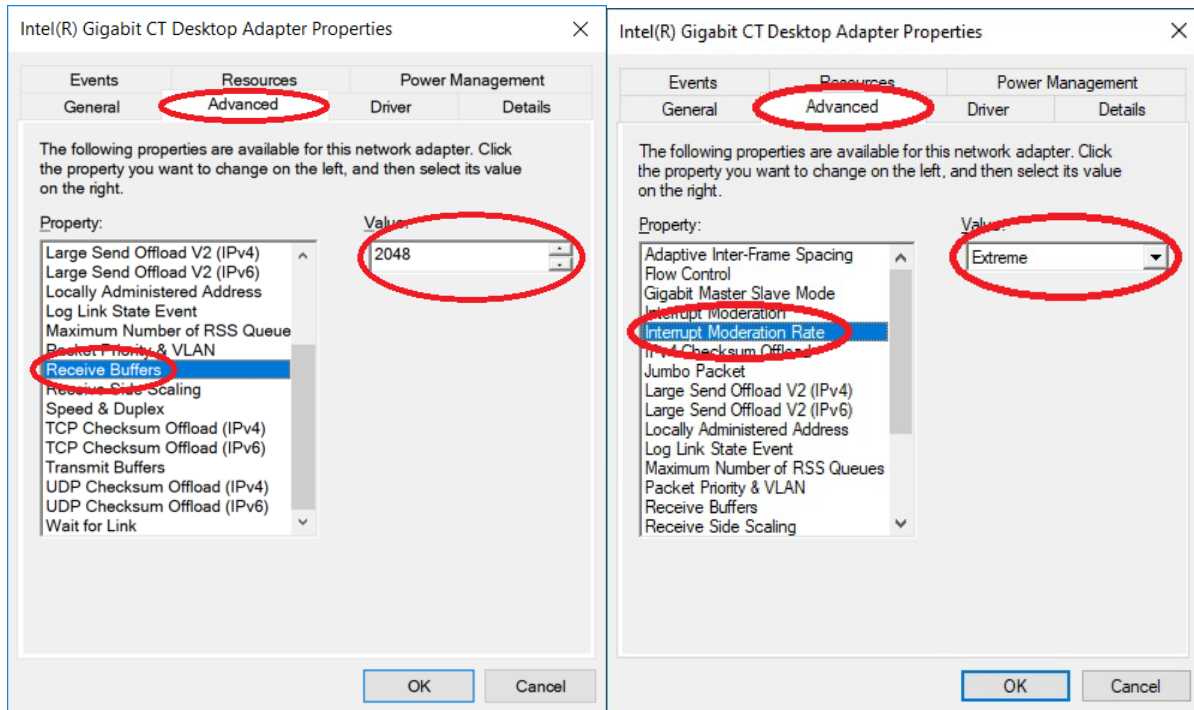 Intel(R) Gigabit CT Desktop Adapter Properties
Events
Resources
Power Management
General
Advanced
Driver
Details
The following properties are available for this network adapter. Click
the property you want to change on the left, and then select its value
on the right.
Property:
Value:
Large Send Offload V2 (IPv4)
Large Send Offload V2 (IPv6)
Locally Administered Address
Log Link State Event
Maximum Number of RSS Queue
Packet Priority & VLAN
Receive Buffers
Receive Side Scaling
Speed & Duplex
TCP Checksum Offload (IPv4)
TCP Checksum Offload (IPv6)
Transmit Buffers
UDP Checksum Offload (IPv4)
UDP Checksum Offload (IPv6)
Wait for Link
2048
OK
Cancel
Intel(R) Gigabit CT Desktop Adapter Properties
Events
Resources
Power Management
General
Advanced
Driver
Details
The following properties are available for this network adapter. Click
the property you want to change on the left, and then select its value
on the right.
Property:
Value:
Adaptive Inter-Frame Spacing
Flow Control
Gigabit Master Slave Mode
Interrupt Moderation
Interrupt Moderation Rate
IPv4 Checksum Offload
Jumbo Packet
Large Send Offload V2 (IPv4)
Large Send Offload V2 (IPv6)
Locally Administered Address
Log Link State Event
Maximum Number of RSS Queues
Packet Priority & VLAN
Receive Buffers
Receive Side Scaling
Extreme
OK
Cancel